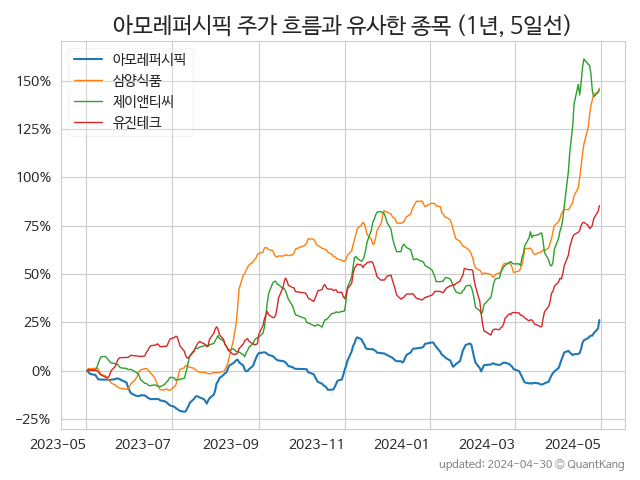 아모레퍼시픽 주가 흐름과 유사한 종목 (1년, 5일선)
아모레퍼시픽
삼양식품
제이앤티씨
유진테크
150%
125%
100%
75%
50%
25%
0%
−25%
2023-05 2023-07 2023-09 2023-11 2024-01 2024-03 2024-05
updated: 2024-04-30 © QuantKang